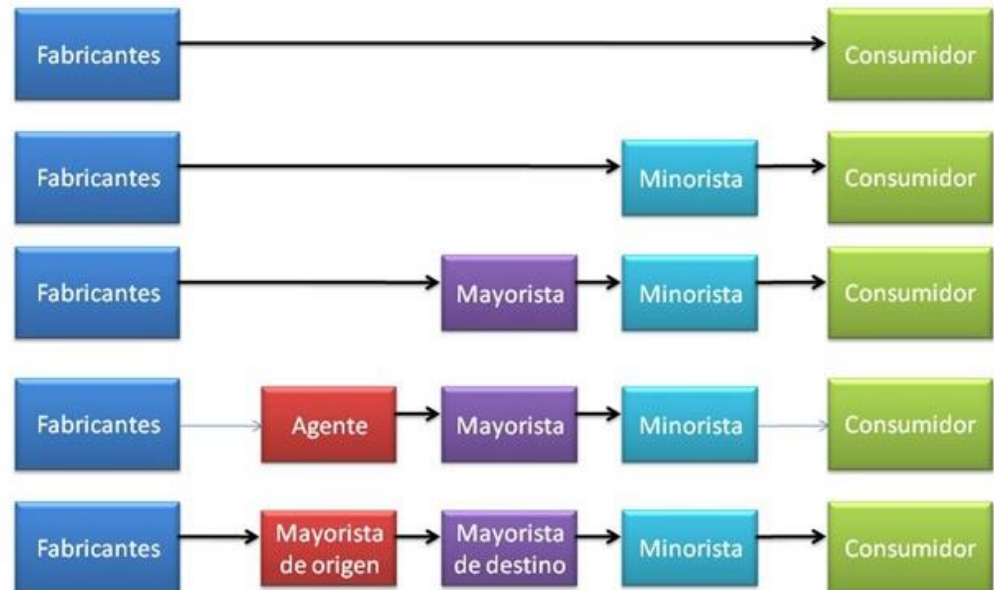 Fabricantes
Consumidor
Fabricantes
Minorista
Consumidor
Fabricantes
Mayorista
Minorista
Consumidor
Fabricantes
Agente
Mayorista
Minorista
Consumidor
Fabricantes
Mayorista
de origen
Mayorista
de destino
Minorista
Consumidor